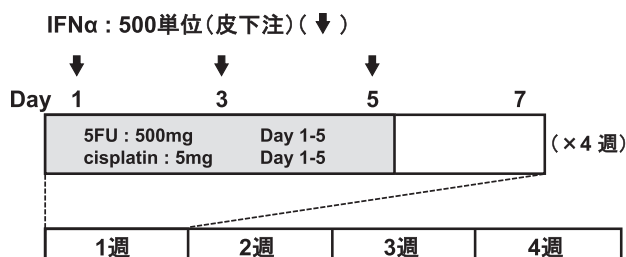 IFNα : 500単位(皮下注)( ↓ )
Day 1 3 5 7
5FU : 500mg Day 1-5
cisplatin : 5mg Day 1-5
(×4 週)
1週 2週 3週 4週